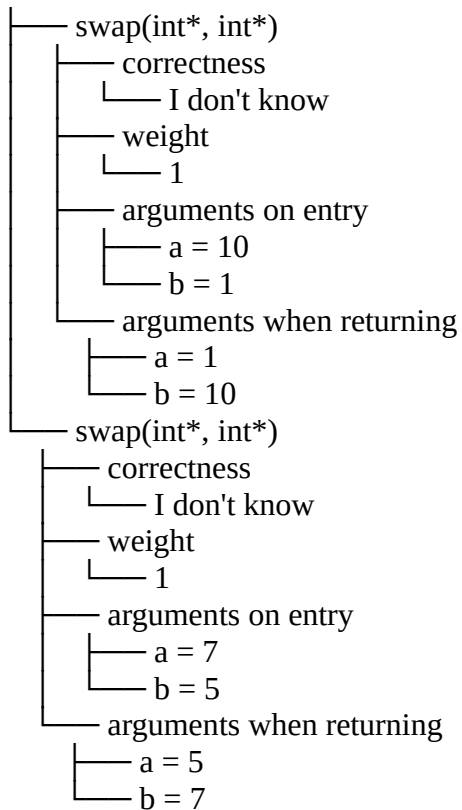 swap(int*, int*)
correctness
I don't know
weight
1
arguments on entry
a = 10
b = 1
arguments when returning
a = 1
b = 10
swap(int*, int*)
correctness
I don't know
weight
1
arguments on entry
a = 7
b = 5
arguments when returning
a = 5
b = 7